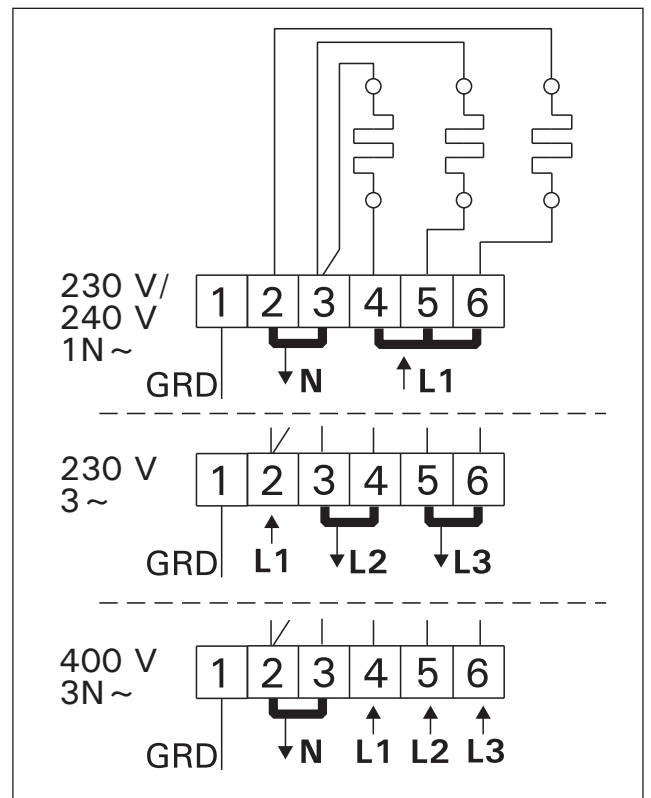 230 V/
240 V
1N~
1 2 3 4 5 6
GRD N L1
230 V
3~
1 2 3 4 5 6
GRD L1 L2 L3
400 V
3N~
1 2 3 4 5 6
GRD N L1 L2 L3